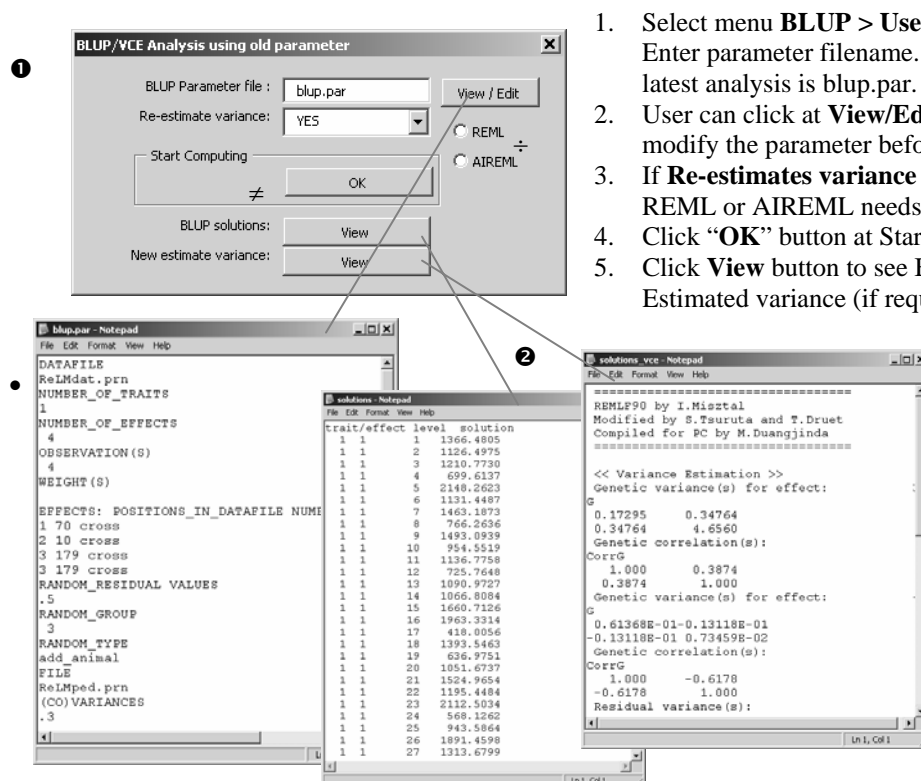 ❶
BLUP/VCE Analysis using old parameter
BLUP Parameter file :
blup.par
View / Edit
Re-estimate variance:
YES
REML
÷
AIREML
Start Computing
≠
OK
BLUP solutions:
View
New estimate variance:
View
1. Select menu BLUP > Use
Enter parameter filename.
latest analysis is blup.par.
2. User can click at View/Ed
modify the parameter befo
3. If Re-estimates variance
REML or AIREML needs
4. Click “OK” button at Star
5. Click View button to see
Estimated variance (if requ
•
blup.par - Notepad
File Edit Format View Help
DATAFILE
ReLMdat.prn
NUMBER_OF_TRAITS
1
NUMBER_OF_EFFECTS
4
OBSERVATION(S)
4
WEIGHT(S)
EFFECTS: POSITIONS_IN_DATAFILE NUME
1 70 cross
2 10 cross
3 179 cross
3 179 cross
RANDOM_RESIDUAL VALUES
.5
RANDOM_GROUP
3
RANDOM_TYPE
add_animal
FILE
ReLMped.prn
(CO)VARIANCES
.3
❷
solutions - Notepad
File Edit Format View Help
trait/effect level solution
1 1 1 1366.4805
1 1 2 1126.4975
1 1 3 1210.7730
1 1 4 699.6137
1 1 5 2148.2623
1 1 6 1131.4487
1 1 7 1463.1873
1 1 8 766.2636
1 1 9 1493.0939
1 1 10 954.5519
1 1 11 1136.7758
1 1 12 725.7648
1 1 13 1090.9727
1 1 14 1066.8084
1 1 15 1660.7126
1 1 16 1963.3314
1 1 17 418.0056
1 1 18 1393.5463
1 1 19 636.9751
1 1 20 1051.6737
1 1 21 1524.9654
1 1 22 1195.4484
1 1 23 2112.5034
1 1 24 568.1262
1 1 25 943.5864
1 1 26 1891.4598
1 1 27 1313.6799
Ln 1, Col 1
solutions_vce - Notepad
File Edit Format View Help
===================================
REMLF90 by I.Misztal
Modified by S.Tsuruta and T.Druet
Compiled for PC by M.Duangjinda
===================================
<< Variance Estimation >>
Genetic variance(s) for effect:
G
0.17295 0.34764
0.34764 4.6560
Genetic correlation(s):
CorrG
1.000 0.3874
0.3874 1.000
Genetic variance(s) for effect:
G
0.61368E-01-0.13118E-01
-0.13118E-01 0.73459E-02
Genetic correlation(s):
CorrG
1.000 -0.6178
-0.6178 1.000
Residual variance(s):
Ln 1, Col 1